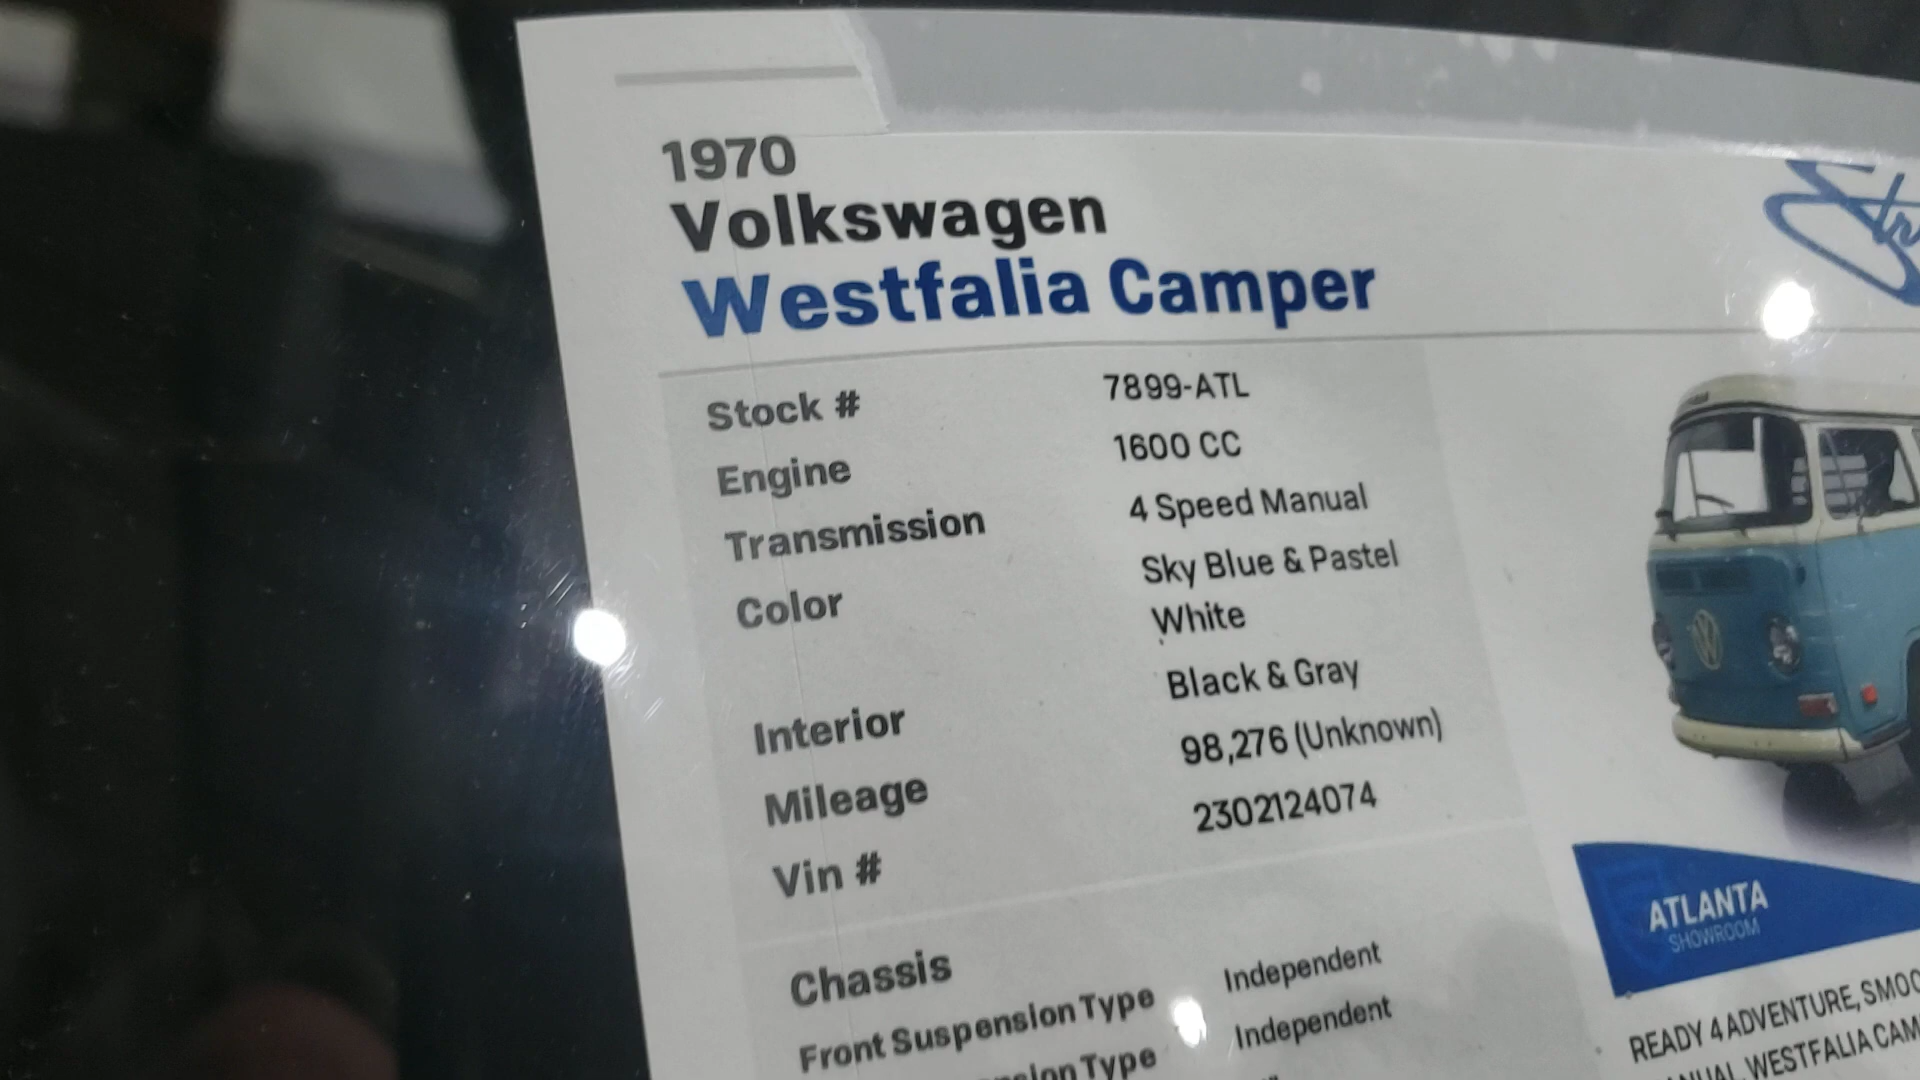 1970
Volkswagen
Westfalia Camper
Stock # 7899-ATL
Engine 1600 CC
Transmission 4 Speed Manual
Color Sky Blue & Pastel
White
Interior Black & Gray
Mileage 98,276 (Unknown)
Vin # 2302124074
ATLANTA
SHOWROOM
Chassis
Front Suspension Type Independent
Type Independent
READY 4 ADVENTURE,
WESTFALIA